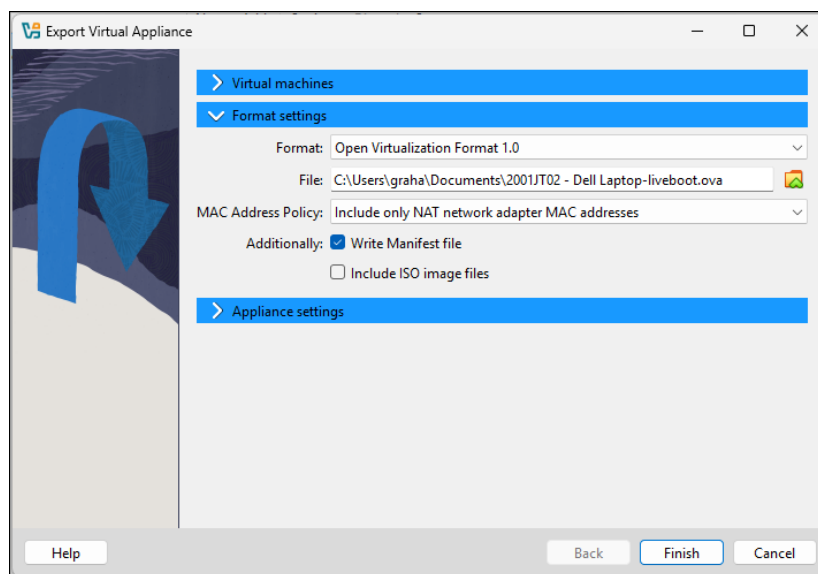 Export Virtual Appliance
Virtual machines
Format settings
Format: Open Virtualization Format 1.0
File: C:\Users\graha\Documents\2001JT02 - Dell Laptop-liveboot.ova
MAC Address Policy: Include only NAT network adapter MAC addresses
Additionally: Write Manifest file
Include ISO image files
Appliance settings
Help Back Finish Cancel